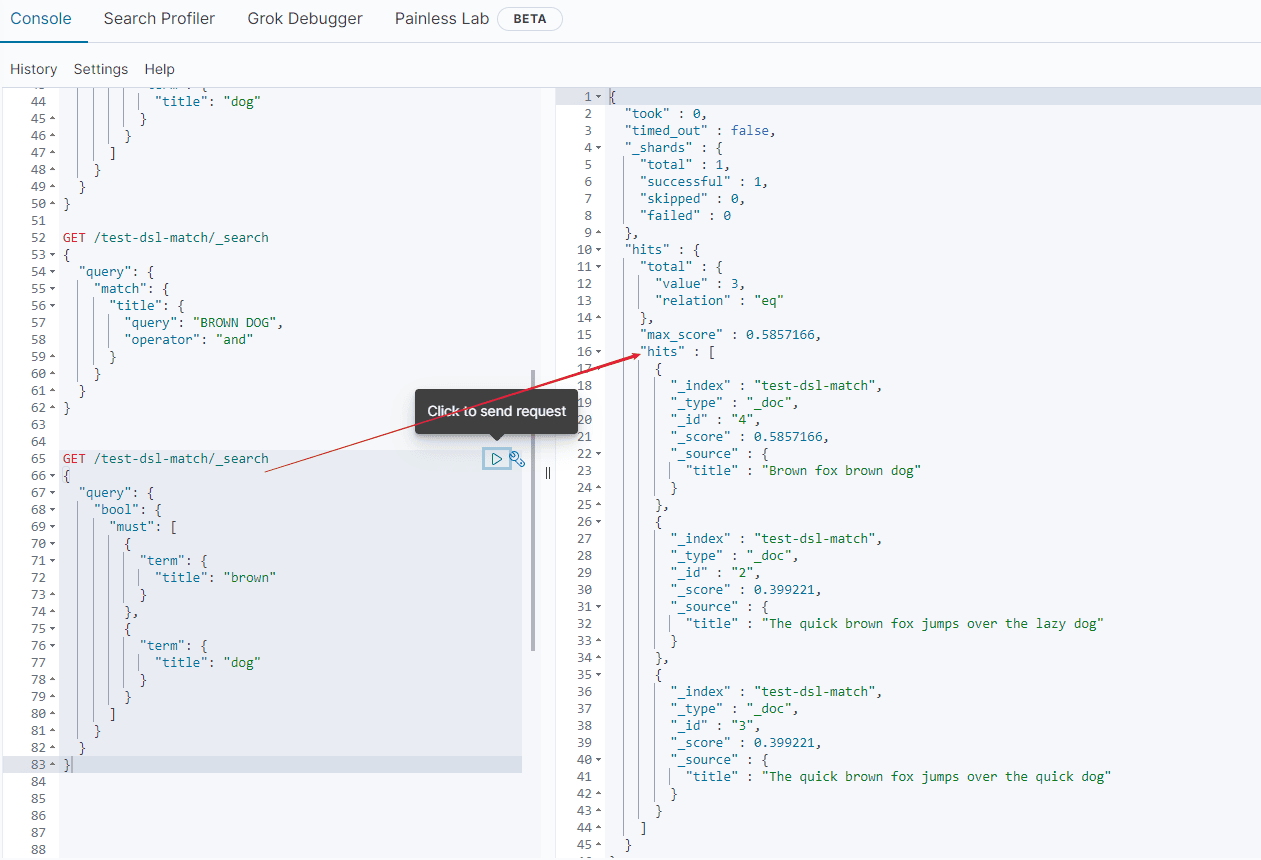 Console Search Profiler Grok Debugger Painless Lab BETA
History Settings Help
44 "title": "dog"
45 }
46 }
47 ]
48 }
49 }
50 }
51
52 GET /test-dsl-match/_search
53 {
54 "query": {
55 "match": {
56 "title": {
57 "query": "BROWN DOG",
58 "operator": "and"
59 }
60 }
61 }
62 }
63
64
65 GET /test-dsl-match/_search
66 {
67 "query": {
68 "bool": {
69 "must": [
70 {
71 "term": {
72 "title": "brown"
73 }
74 },
75 {
76 "term": {
77 "title": "dog"
78 }
79 }
80 ]
81 }
82 }
83 }
84
85
86
87
88
Click to send request
1 {
2 "took" : 0,
3 "timed_out" : false,
4 "_shards" : {
5 "total" : 1,
6 "successful" : 1,
7 "skipped" : 0,
8 "failed" : 0
9 },
10 "hits" : {
11 "total" : {
12 "value" : 3,
13 "relation" : "eq"
14 },
15 "max_score" : 0.5857166,
16 "hits" : [
17 {
18 "_index" : "test-dsl-match",
19 "_type" : "_doc",
20 "_id" : "4",
21 "_score" : 0.5857166,
22 "_source" : {
23 "title" : "Brown fox brown dog"
24 }
25 },
26 {
27 "_index" : "test-dsl-match",
28 "_type" : "_doc",
29 "_id" : "2",
30 "_score" : 0.399221,
31 "_source" : {
32 "title" : "The quick brown fox jumps over the lazy dog"
33 }
34 },
35 {
36 "_index" : "test-dsl-match",
37 "_type" : "_doc",
38 "_id" : "3",
39 "_score" : 0.399221,
40 "_source" : {
41 "title" : "The quick brown fox jumps over the quick dog"
42 }
43 }
44 ]
45 }